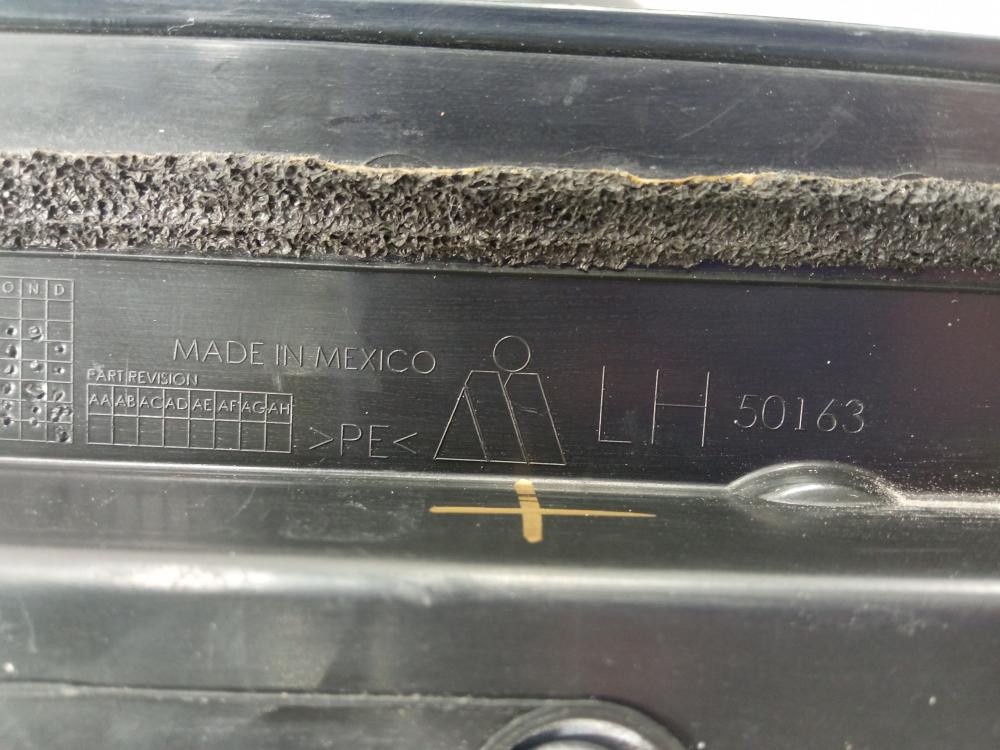 O N D
MADE IN MEXICO
PART REVISION
AA AB AC AD AE AF AG AH
>PE<
LH 50163